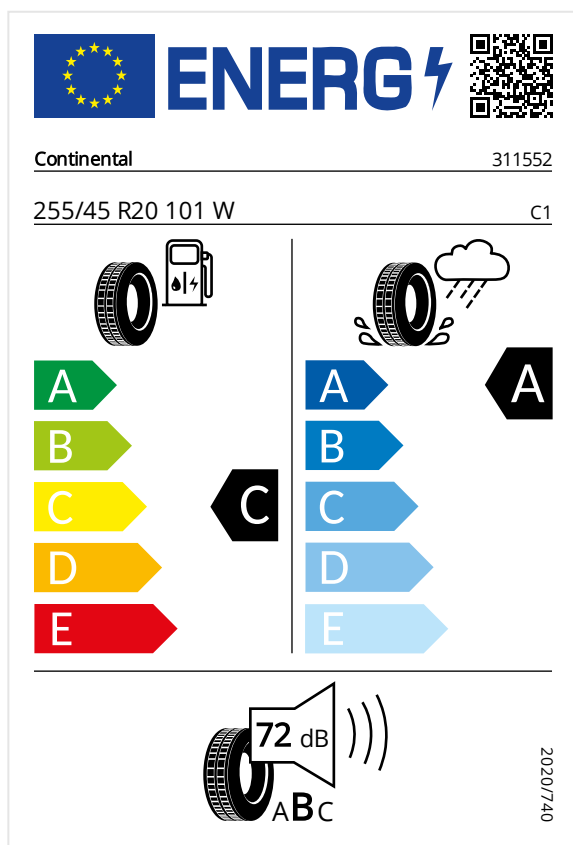 ENERG
Continental 311552
255/45 R20 101 W C1
A A A
B B
C C C
D D
E E
72 dB
ABC
2020/740